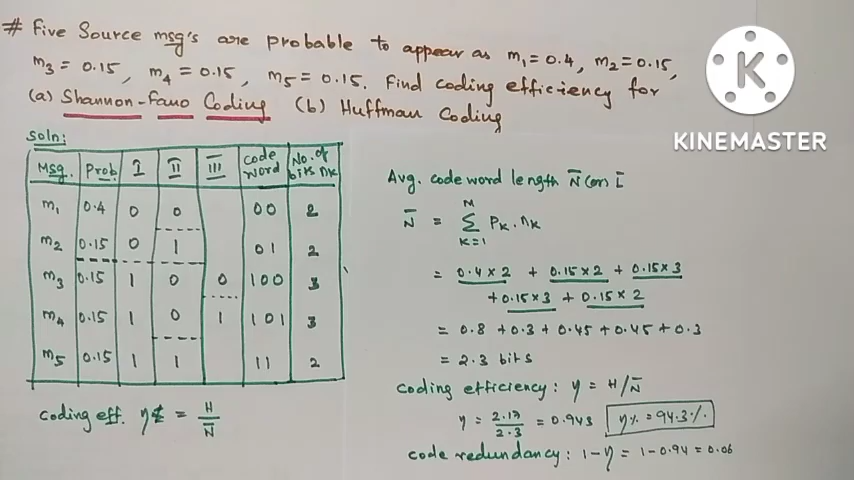 # Five Source msg's are probable to appear as m1 = 0.4, m2 = 0.15,
m3 = 0.15, m4 = 0.15, m5 = 0.15. Find coding efficiency for
(a) Shannon-Fano Coding (b) Huffman Coding
K
KINEMASTER
Soln:
Msg. Prob I II III Code word No. of bits nk
m1 0.4 0 0 00 2
m2 0.15 0 1 01 2
m3 0.15 1 0 0 100 3
m4 0.15 1 0 1 101 3
m5 0.15 1 1 11 2
Coding eff. η = H/N̄
Avg. code word length N̄ (or) L̄
N̄ = M Σ K=1 Pk . nk
= 0.4 x 2 + 0.15 x 2 + 0.15 x 3
+ 0.15 x 3 + 0.15 x 2
= 0.8 + 0.3 + 0.45 + 0.45 + 0.3
= 2.3 bits
Coding efficiency: η = H/N̄
η = 2.17/2.3 = 0.943 η% = 94.3%
code redundancy: 1-η = 1-0.94 = 0.06